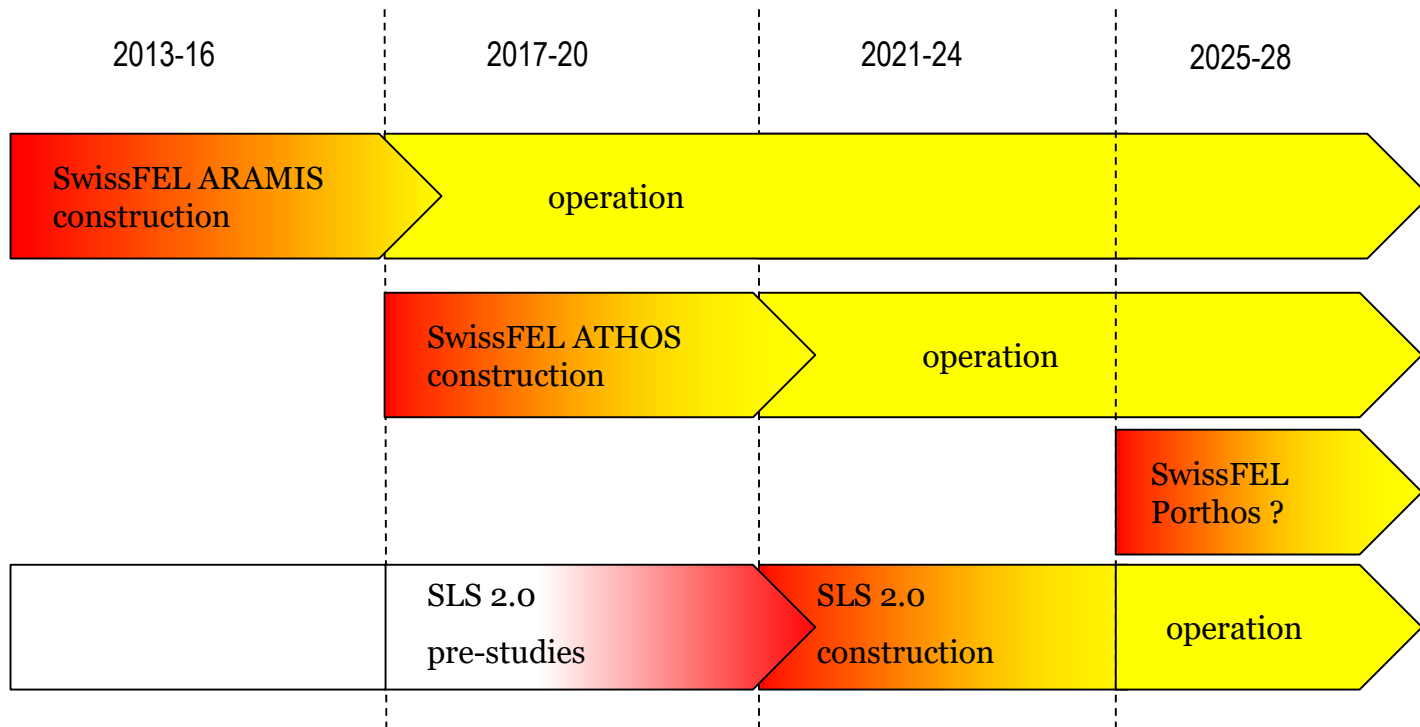 2013-16
2017-20
2021-24
2025-28
SwissFEL ARAMIS
construction
operation
SwissFEL ATHOS
construction
operation
SwissFEL
Porthos ?
SLS 2.0
pre-studies
SLS 2.0
construction
operation